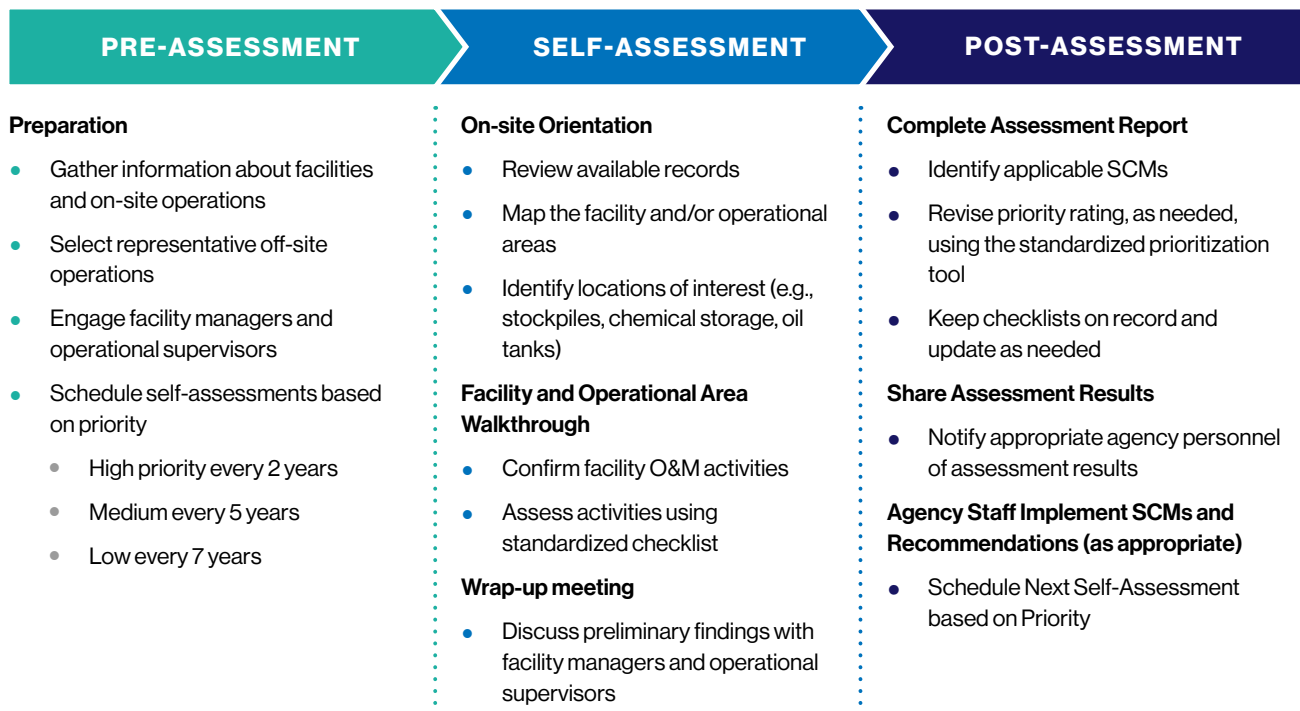 PRE-ASSESSMENT
SELF-ASSESSMENT
POST-ASSESSMENT
Preparation
Gather information about facilities
and on-site operations
Select representative off-site
operations
Engage facility managers and
operational supervisors
Schedule self-assessments based
on priority
High priority every 2 years
Medium every 5 years
Low every 7 years
On-site Orientation
Review available records
Map the facility and/or operational
areas
Identify locations of interest (e.g.,
stockpiles, chemical storage, oil
tanks)
Facility and Operational Area
Walkthrough
Confirm facility O&M activities
Assess activities using
standardized checklist
Wrap-up meeting
Discuss preliminary findings with
facility managers and operational
supervisors
Complete Assessment Report
Identify applicable SCMs
Revise priority rating, as needed,
using the standardized prioritization
tool
Keep checklists on record and
update as needed
Share Assessment Results
Notify appropriate agency personnel
of assessment results
Agency Staff Implement SCMs and
Recommendations (as appropriate)
Schedule Next Self-Assessment
based on Priority